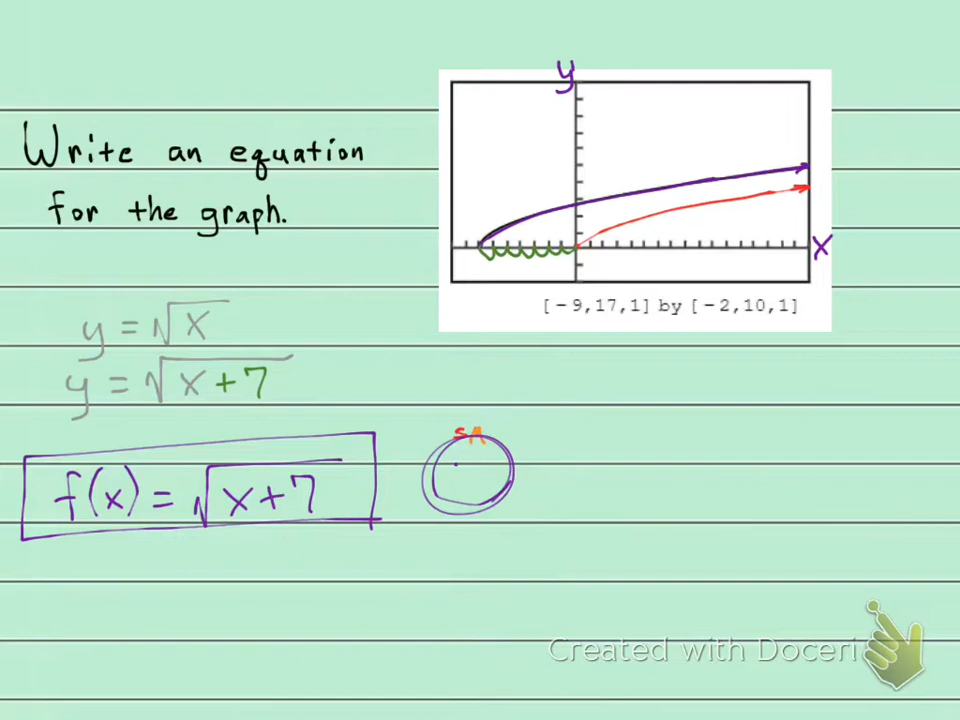 y
Write an equation
for the graph.
x
[-9,17,1] by [-2,10,1]
y = √x
y = √x+7
f(x) = √x+7
Created with Doceri